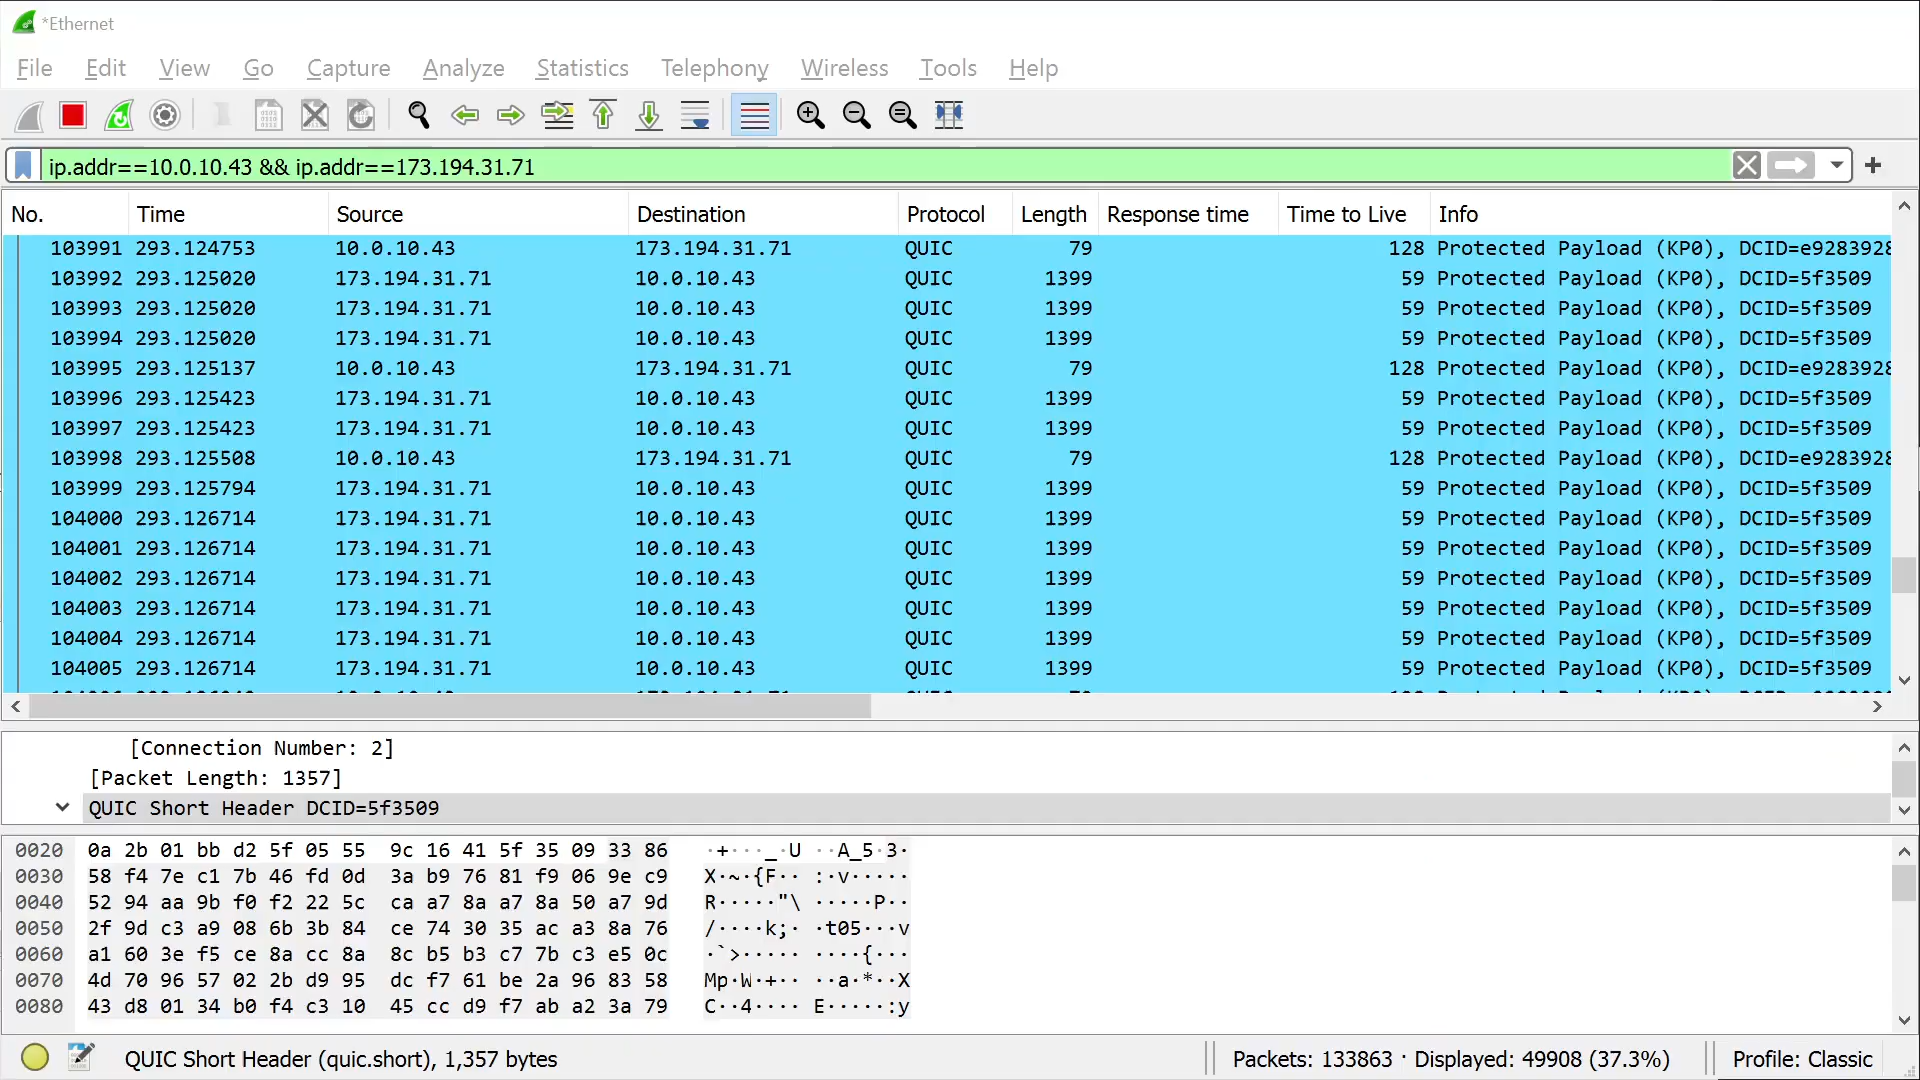 *Ethernet
File Edit View Go Capture Analyze Statistics Telephony Wireless Tools Help
ip.addr==10.0.10.43 && ip.addr==173.194.31.71
No. Time Source Destination Protocol Length Response time Time to Live Info
103991 293.124753 10.0.10.43 173.194.31.71 QUIC 79 128 Protected Payload (KP0), DCID=e9283928
103992 293.125020 173.194.31.71 10.0.10.43 QUIC 1399 59 Protected Payload (KP0), DCID=5f3509
103993 293.125020 173.194.31.71 10.0.10.43 QUIC 1399 59 Protected Payload (KP0), DCID=5f3509
103994 293.125020 173.194.31.71 10.0.10.43 QUIC 1399 59 Protected Payload (KP0), DCID=5f3509
103995 293.125137 10.0.10.43 173.194.31.71 QUIC 79 128 Protected Payload (KP0), DCID=e9283928
103996 293.125423 173.194.31.71 10.0.10.43 QUIC 1399 59 Protected Payload (KP0), DCID=5f3509
103997 293.125423 173.194.31.71 10.0.10.43 QUIC 1399 59 Protected Payload (KP0), DCID=5f3509
103998 293.125508 10.0.10.43 173.194.31.71 QUIC 79 128 Protected Payload (KP0), DCID=e9283928
103999 293.125794 173.194.31.71 10.0.10.43 QUIC 1399 59 Protected Payload (KP0), DCID=5f3509
104000 293.126714 173.194.31.71 10.0.10.43 QUIC 1399 59 Protected Payload (KP0), DCID=5f3509
104001 293.126714 173.194.31.71 10.0.10.43 QUIC 1399 59 Protected Payload (KP0), DCID=5f3509
104002 293.126714 173.194.31.71 10.0.10.43 QUIC 1399 59 Protected Payload (KP0), DCID=5f3509
104003 293.126714 173.194.31.71 10.0.10.43 QUIC 1399 59 Protected Payload (KP0), DCID=5f3509
104004 293.126714 173.194.31.71 10.0.10.43 QUIC 1399 59 Protected Payload (KP0), DCID=5f3509
104005 293.126714 173.194.31.71 10.0.10.43 QUIC 1399 59 Protected Payload (KP0), DCID=5f3509
[Connection Number: 2]
[Packet Length: 1357]
QUIC Short Header DCID=5f3509
0020 0a 2b 01 bb d2 5f 05 55 9c 16 41 5f 35 09 33 86 ·+···_·U ··A_5·3·
0030 58 f4 7e c1 7b 46 fd 0d 3a b9 76 81 f9 06 9e c9 X·~·{F·· :·v·····
0040 52 94 aa 9b f0 f2 22 5c ca a7 8a a7 8a 50 a7 9d R·····"\ ·····P··
0050 2f 9d c3 a9 08 6b 3b 84 ce 74 30 35 ac a3 8a 76 /····k;· ·t05···v
0060 a1 60 3e f5 ce 8a cc 8a 8c b5 b3 c7 7b c3 e5 0c ·`>····· ····{···
0070 4d 70 96 57 02 2b d9 95 dc f7 61 be 2a 96 83 58 Mp·W·+·· ··a·*··X
0080 43 d8 01 34 b0 f4 c3 10 45 cc d9 f7 ab a2 3a 79 C··4···· E·····:y
QUIC Short Header (quic.short), 1,357 bytes Packets: 133863 · Displayed: 49908 (37.3%) Profile: Classic